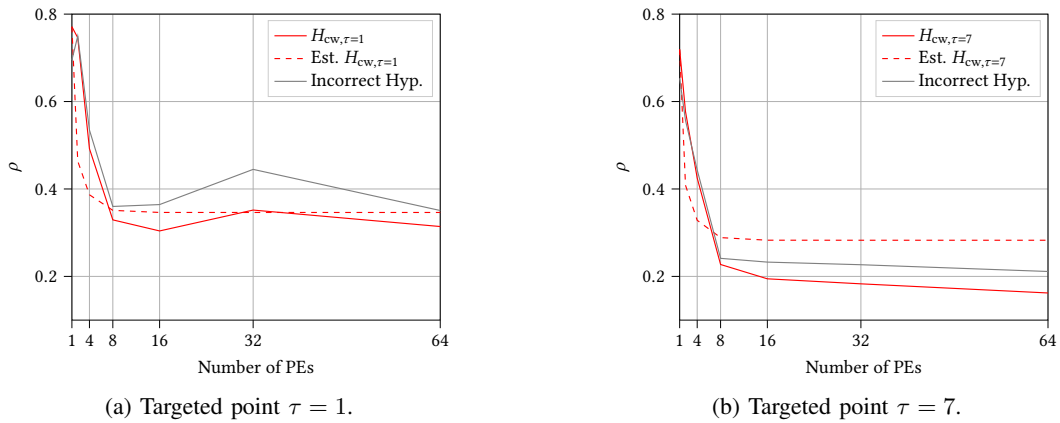 0.8
0.6
0.4
0.2
ρ
1 4 8 16 32 64
Number of PEs
H_cw,τ=1
Est. H_cw,τ=1
Incorrect Hyp.
(a) Targeted point τ = 1.
0.8
0.6
0.4
0.2
ρ
1 4 8 16 32 64
Number of PEs
H_cw,τ=7
Est. H_cw,τ=7
Incorrect Hyp.
(b) Targeted point τ = 7.